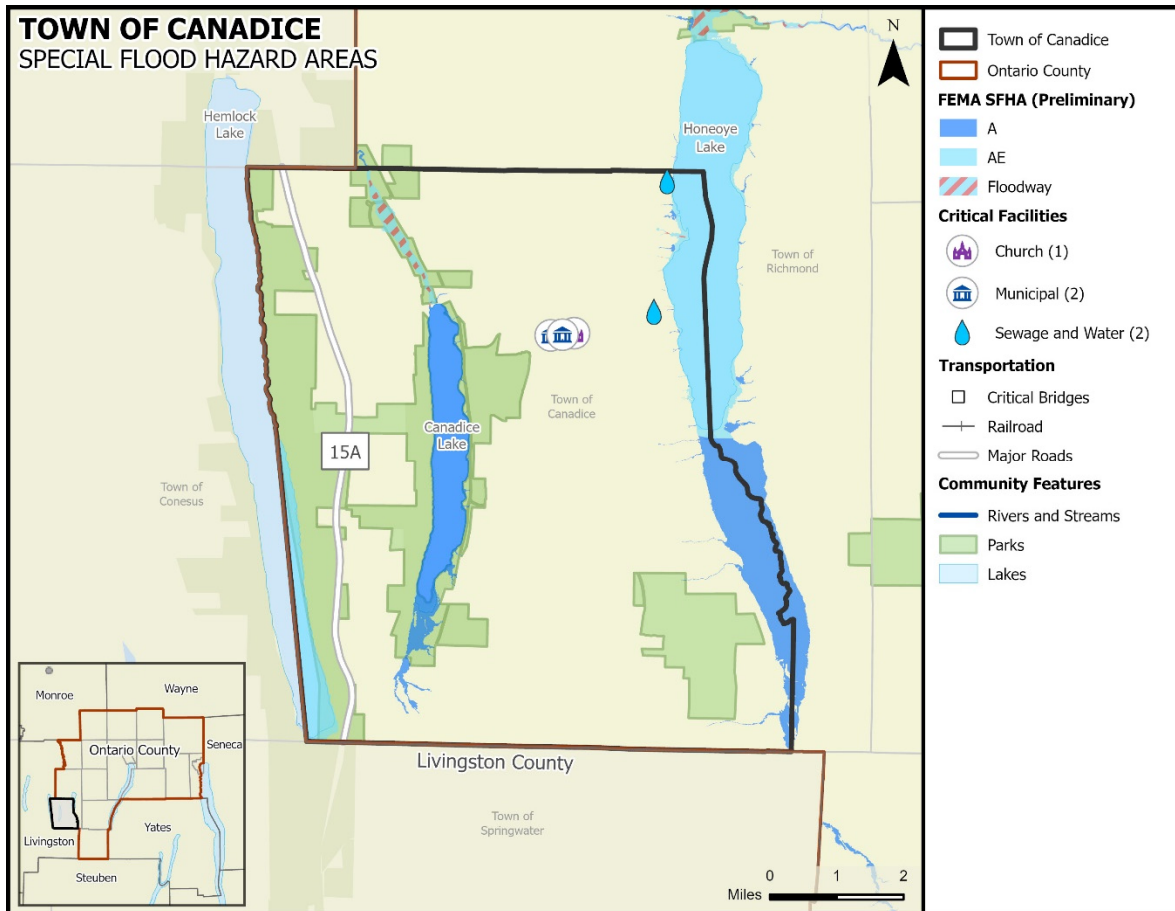 TOWN OF CANADICE
SPECIAL FLOOD HAZARD AREAS
N
Hemlock
Lake
Honeoye
Lake
Town of
Richmond
Town of
Canadice
Canadice
Lake
15A
Town of
Conesus
Livingston County
Town of
Springwater
Monroe
Wayne
Ontario County
Seneca
Yates
Livingston
Steuben
0 1 2
Miles
Town of Canadice
Ontario County
FEMA SFHA (Preliminary)
A
AE
Floodway
Critical Facilities
Church (1)
Municipal (2)
Sewage and Water (2)
Transportation
Critical Bridges
Railroad
Major Roads
Community Features
Rivers and Streams
Parks
Lakes